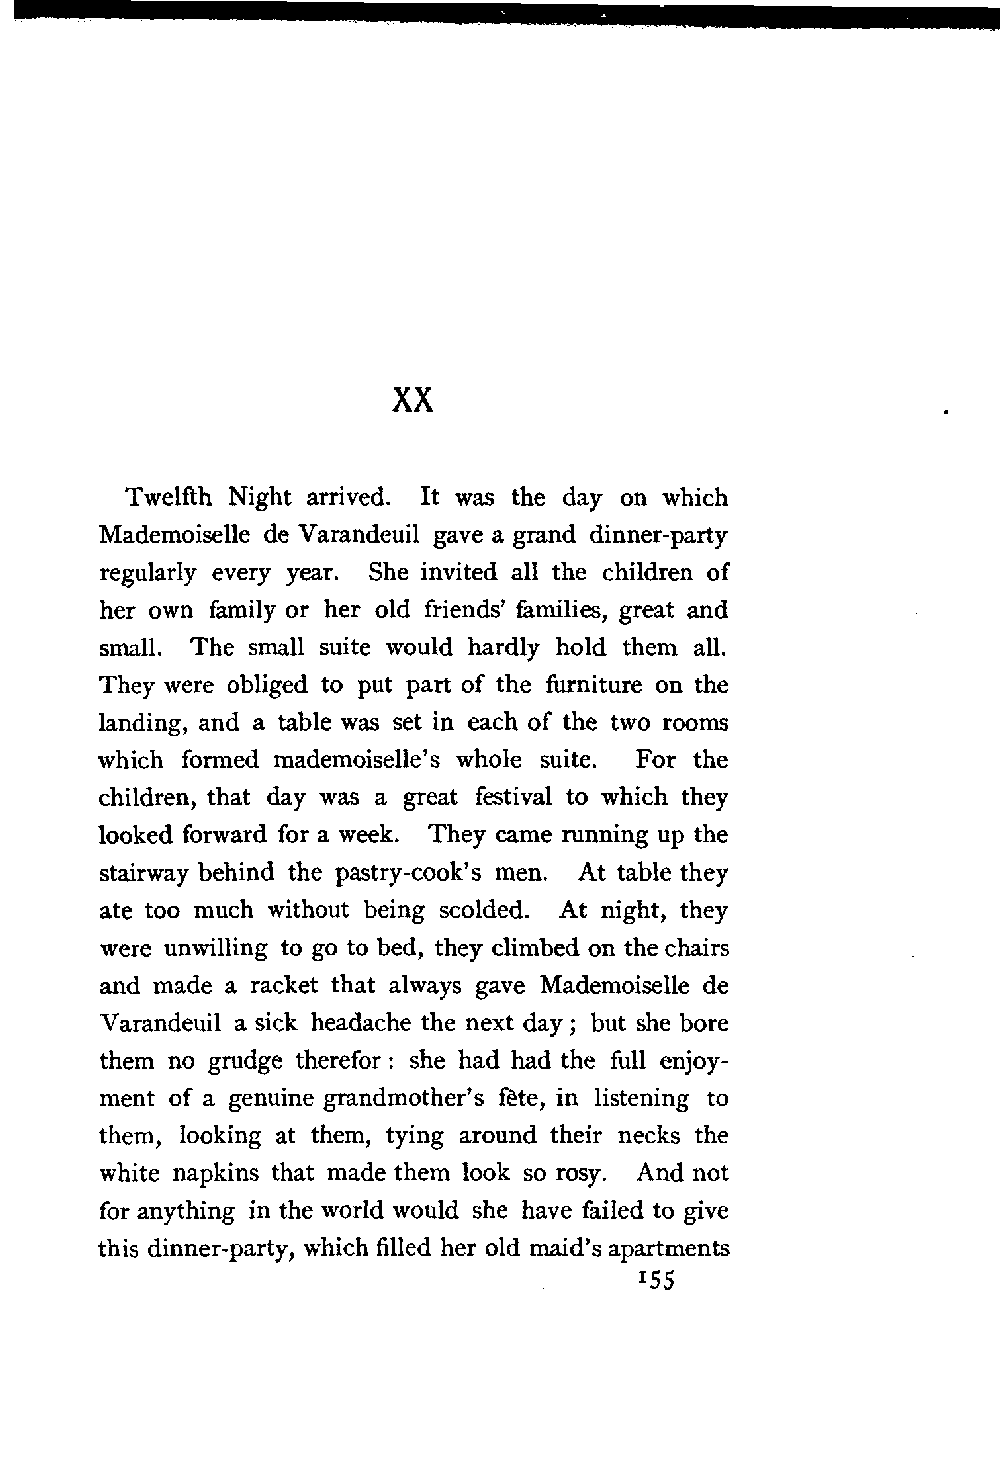 XX
Twelfth Night arrived. It was the day on which
Mademoiselle de Varandeuil gave a grand dinner-party
regularly every year. She invited all the children of
her own family or her old friends' families, great and
small. The small suite would hardly hold them all.
They were obliged to put part of the furniture on the
landing, and a table was set in each of the two rooms
which formed mademoiselle's whole suite. For the
children, that day was a great festival to which they
looked forward for a week. They came running up the
stairway behind the pastry-cook's men. At table they
ate too much without being scolded. At night, they
were unwilling to go to bed, they climbed on the chairs
and made a racket that always gave Mademoiselle de
Varandeuil a sick headache the next day; but she bore
them no grudge therefor: she had had the full enjoy-
ment of a genuine grandmother's fête, in listening to
them, looking at them, tying around their necks the
white napkins that made them look so rosy. And not
for anything in the world would she have failed to give
this dinner-party, which filled her old maid's apartments
155